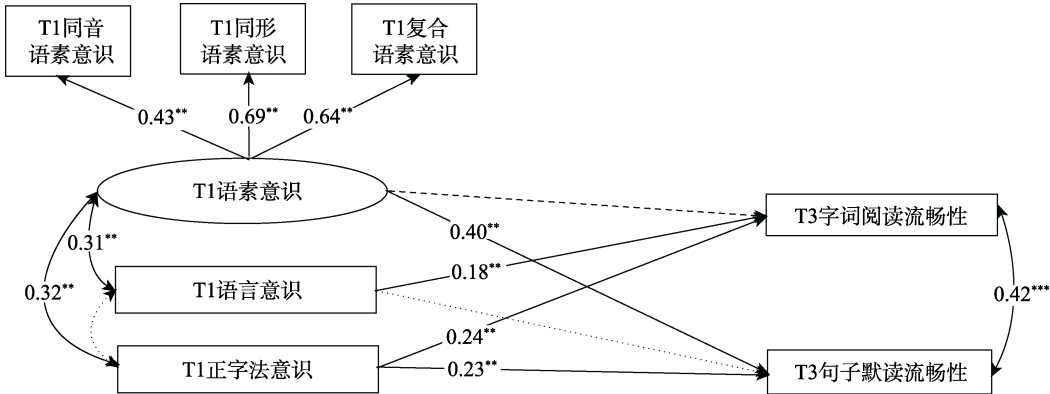 T1同音
语素意识
T1同形
语素意识
T1复合
语素意识
0.43**
0.69**
0.64**
T1语素意识
T3字词阅读流畅性
0.31**
0.40**
0.18**
T1语言意识
0.32**
0.42***
0.24**
T1正字法意识
0.23**
T3句子默读流畅性